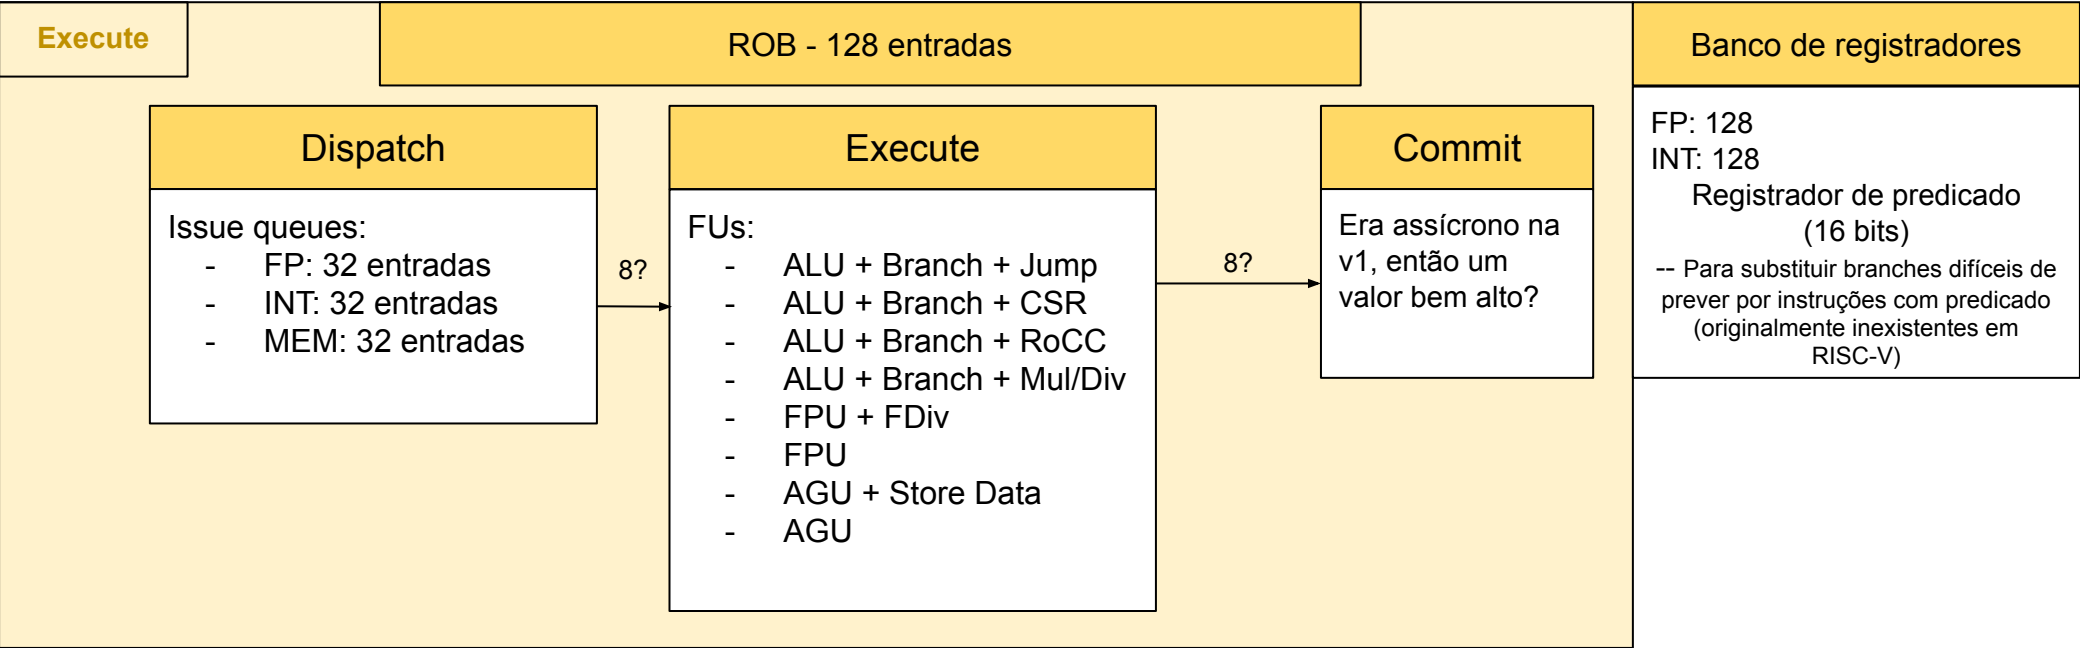 Execute
ROB - 128 entradas
Banco de registradores
Dispatch
Issue queues:
- FP: 32 entradas
- INT: 32 entradas
- MEM: 32 entradas
8?
Execute
FUs:
- ALU + Branch + Jump
- ALU + Branch + CSR
- ALU + Branch + RoCC
- ALU + Branch + Mul/Div
- FPU + FDiv
- FPU
- AGU + Store Data
- AGU
8?
Commit
Era assícrono na
v1, então um
valor bem alto?
FP: 128
INT: 128
Registrador de predicado
(16 bits)
-- Para substituir branches difíceis de
prever por instruções com predicado
(originalmente inexistentes em
RISC-V)